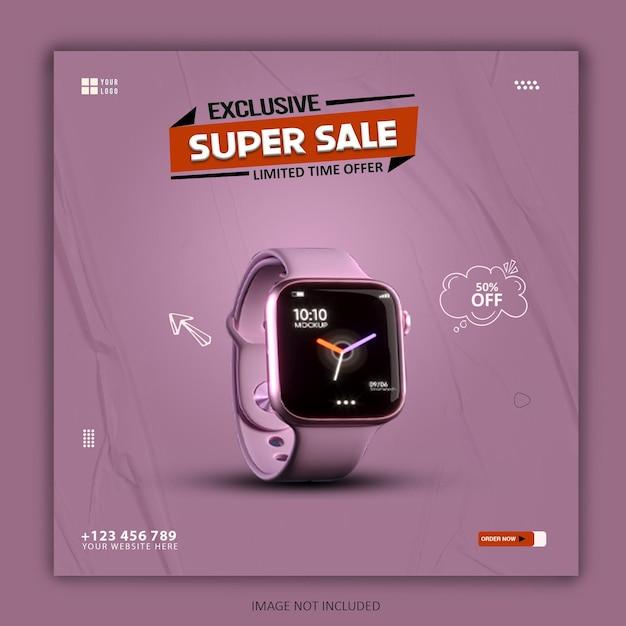 YOUR
LOGO
EXCLUSIVE
SUPER SALE
LIMITED TIME OFFER
50%
OFF
10:10
MOCKUP
09/06
+123 456 789
YOUR WEBSITE HERE
ORDER NOW
IMAGE NOT INCLUDED